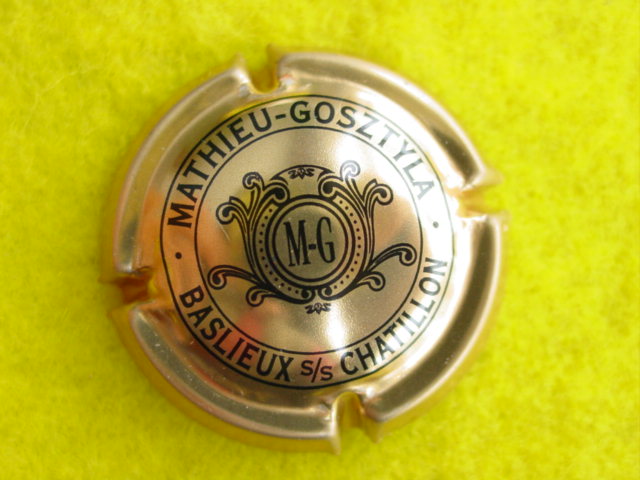 MATHIEU-GOSZTYLA
M-G
BASLIEUX S/S CHATILLON